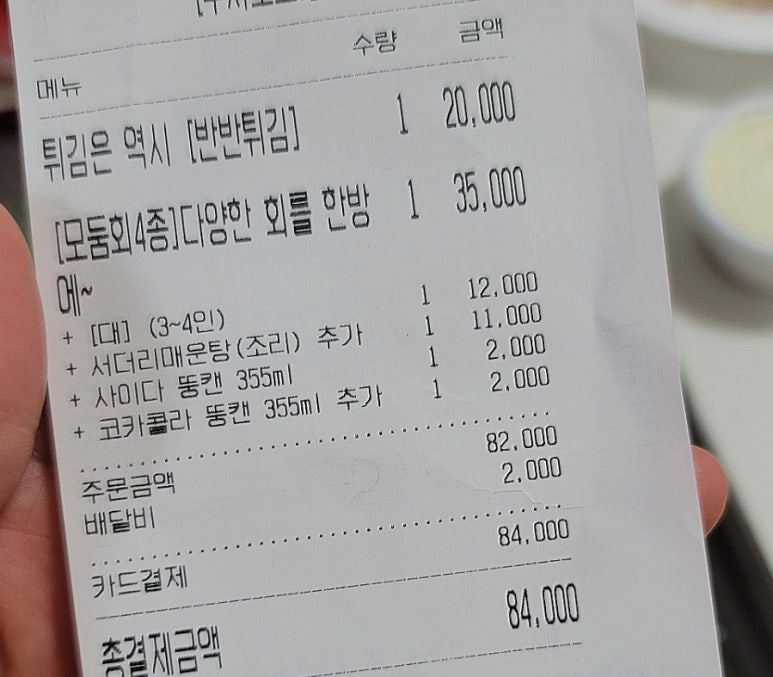 수량 금액
메뉴
튀김은 역시 [반반튀김] 1 20,000
[모둠회4종]다양한 회를 한방 1 35,000
에~
+ [대] (3~4인) 1 12,000
+ 서더리매운탕(조리) 추가 1 11,000
+ 사이다 뚱캔 355ml 1 2,000
+ 코카콜라 뚱캔 355ml 추가 1 2,000
주문금액 82,000
배달비 2,000
카드결제 84,000
총결제금액 84,000